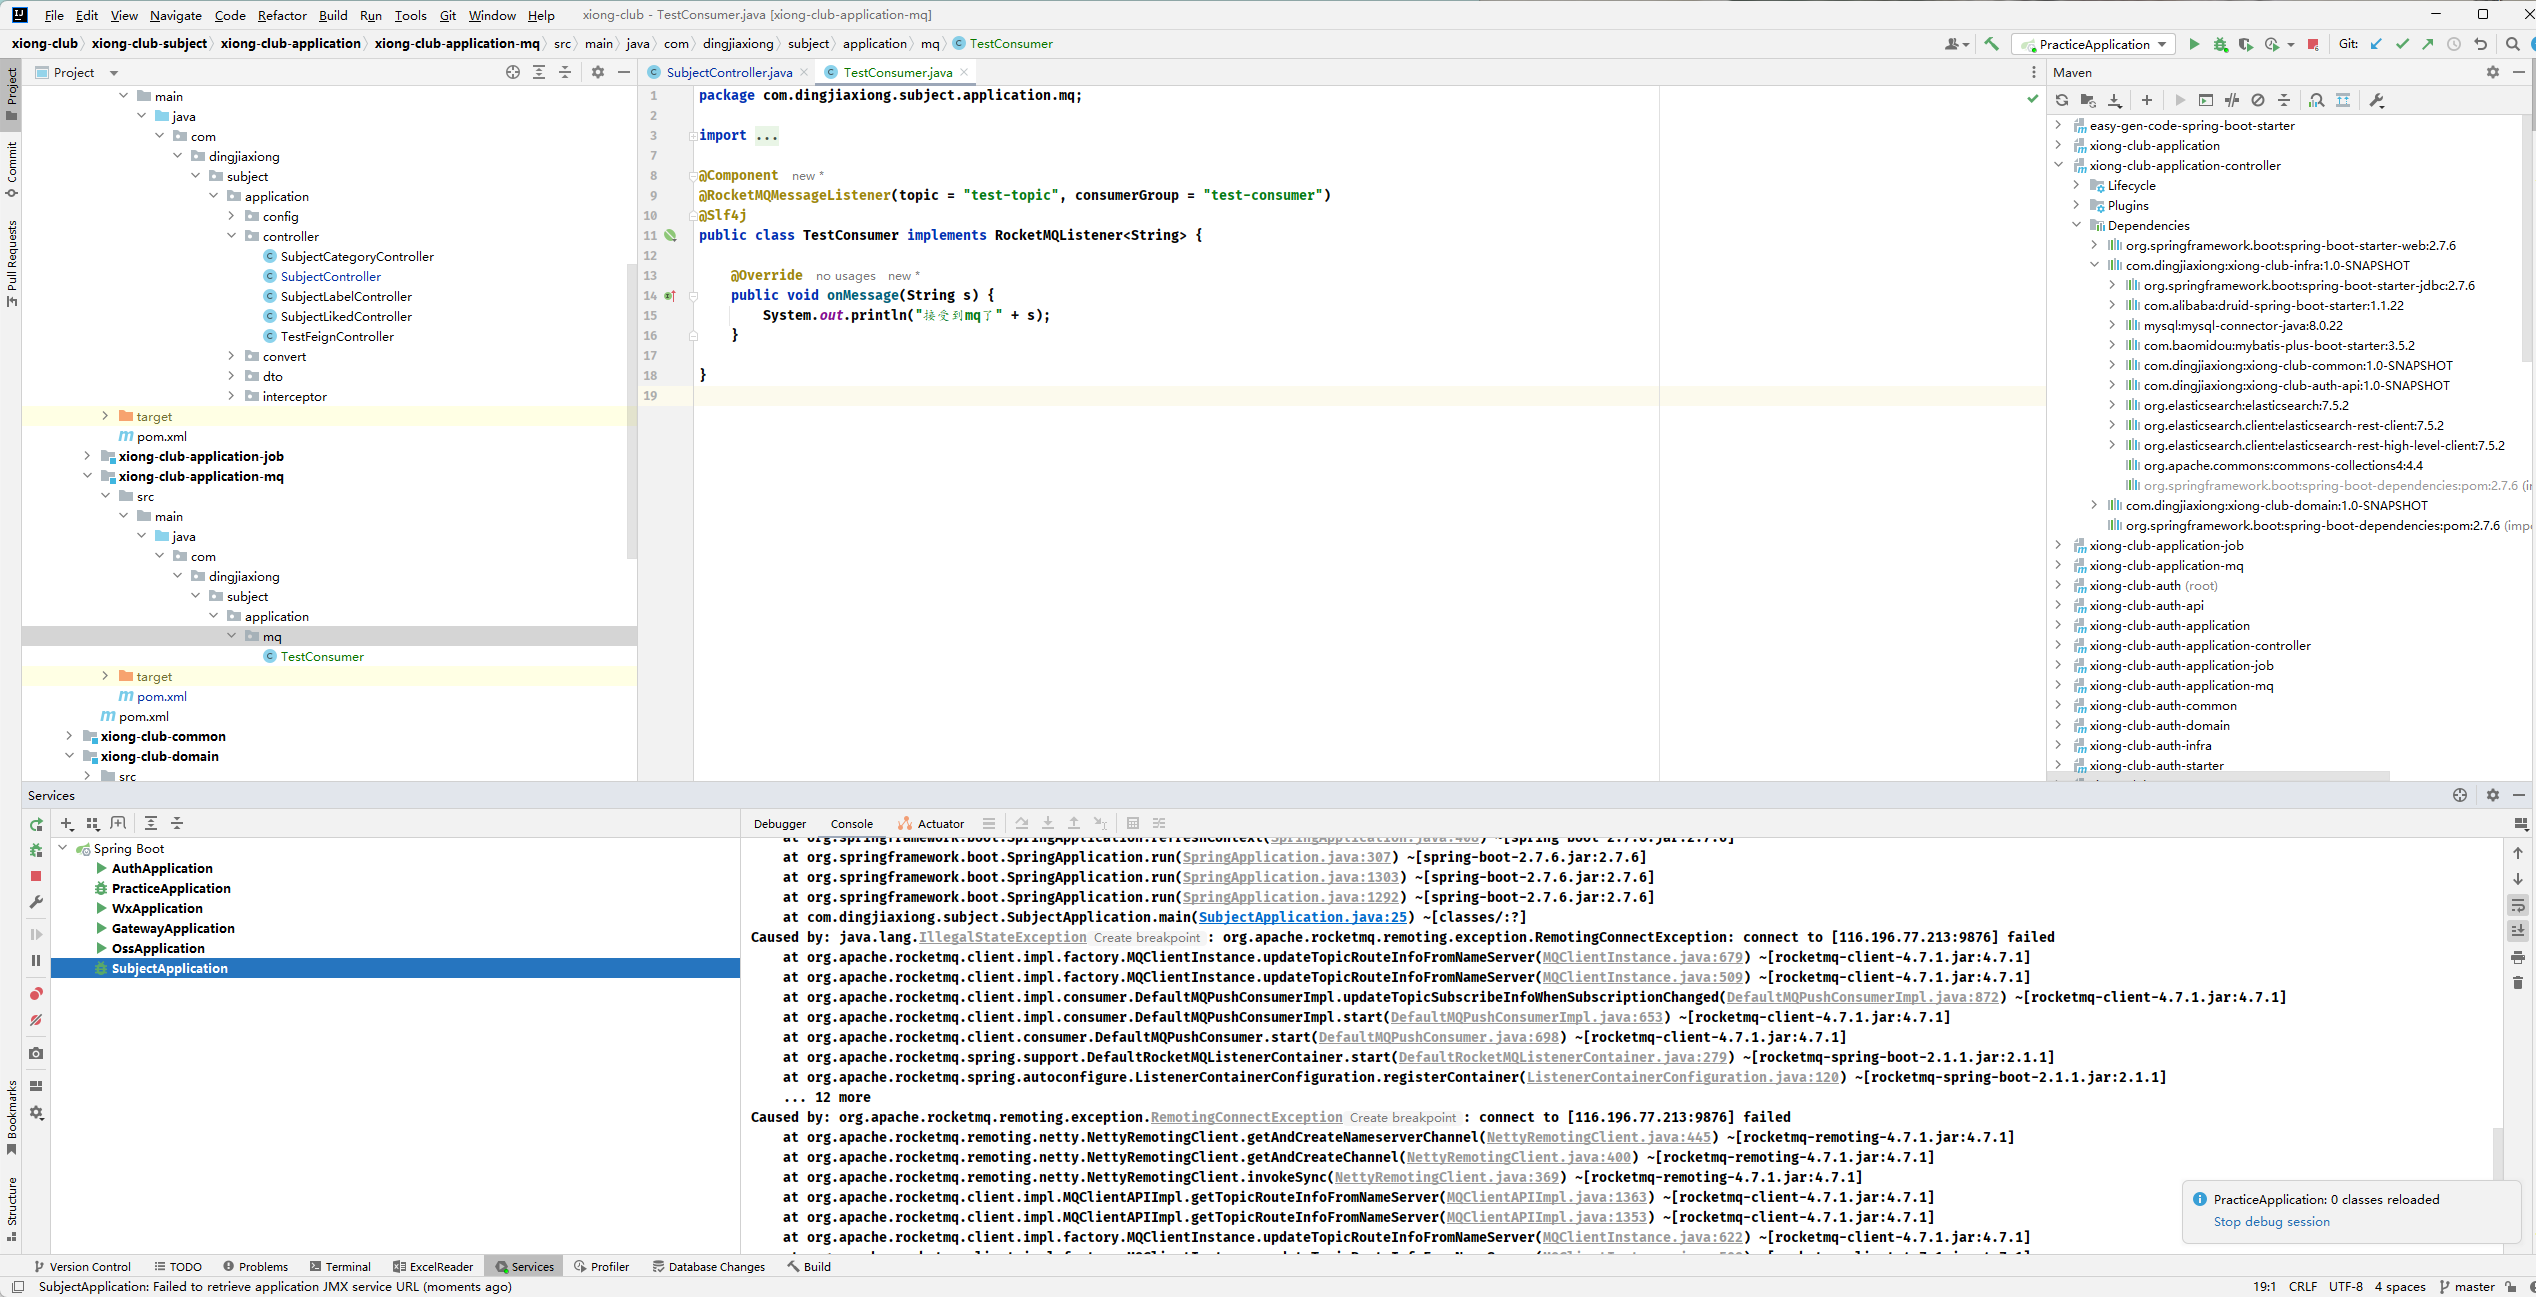 File Edit View Navigate Code Refactor Build Run Tools Git Window Help xiong-club - TestConsumer.java [xiong-club-application-mq]
xiong-club xiong-club-subject xiong-club-application xiong-club-application-mq src main java com dingjiaxiong subject application mq TestConsumer
PracticeApplication Git:
Project
SubjectController.java TestConsumer.java
Maven
Project
Commit
Pull Requests
Bookmarks
Structure
main
java
com
dingjiaxiong
subject
application
config
controller
SubjectCategoryController
SubjectController
SubjectLabelController
SubjectLikedController
TestFeignController
convert
dto
interceptor
target
pom.xml
xiong-club-application-job
xiong-club-application-mq
src
main
java
com
dingjiaxiong
subject
application
mq
TestConsumer
target
pom.xml
pom.xml
xiong-club-common
xiong-club-domain
src
1 package com.dingjiaxiong.subject.application.mq;
2
3 import ...
7
8 @Component new *
9 @RocketMQMessageListener(topic = "test-topic", consumerGroup = "test-consumer")
10 @Slf4j
11 public class TestConsumer implements RocketMQListener<String> {
12
13 @Override no usages new *
14 public void onMessage(String s) {
15 System.out.println("接受到mq了" + s);
16 }
17
18 }
19
easy-gen-code-spring-boot-starter
xiong-club-application
xiong-club-application-controller
Lifecycle
Plugins
Dependencies
org.springframework.boot:spring-boot-starter-web:2.7.6
com.dingjiaxiong:xiong-club-infra:1.0-SNAPSHOT
org.springframework.boot:spring-boot-starter-jdbc:2.7.6
com.alibaba:druid-spring-boot-starter:1.1.22
mysql:mysql-connector-java:8.0.22
com.baomidou:mybatis-plus-boot-starter:3.5.2
com.dingjiaxiong:xiong-club-common:1.0-SNAPSHOT
com.dingjiaxiong:xiong-club-auth-api:1.0-SNAPSHOT
org.elasticsearch:elasticsearch:7.5.2
org.elasticsearch.client:elasticsearch-rest-client:7.5.2
org.elasticsearch.client:elasticsearch-rest-high-level-client:7.5.2
org.apache.commons:commons-collections4:4.4
org.springframework.boot:spring-boot-dependencies:pom:2.7.6 (i
com.dingjiaxiong:xiong-club-domain:1.0-SNAPSHOT
org.springframework.boot:spring-boot-dependencies:pom:2.7.6 (imp
xiong-club-application-job
xiong-club-application-mq
xiong-club-auth (root)
xiong-club-auth-api
xiong-club-auth-application
xiong-club-auth-application-controller
xiong-club-auth-application-job
xiong-club-auth-application-mq
xiong-club-auth-common
xiong-club-auth-domain
xiong-club-auth-infra
xiong-club-auth-starter
Services
Debugger Console Actuator
Spring Boot
AuthApplication
PracticeApplication
WxApplication
GatewayApplication
OssApplication
SubjectApplication
at org.springframework.boot.SpringApplication.refreshContext(SpringApplication.java:408) ~[spring-boot-2.7.6.jar:2.7.6]
at org.springframework.boot.SpringApplication.run(SpringApplication.java:307) ~[spring-boot-2.7.6.jar:2.7.6]
at org.springframework.boot.SpringApplication.run(SpringApplication.java:1303) ~[spring-boot-2.7.6.jar:2.7.6]
at org.springframework.boot.SpringApplication.run(SpringApplication.java:1292) ~[spring-boot-2.7.6.jar:2.7.6]
at com.dingjiaxiong.subject.SubjectApplication.main(SubjectApplication.java:25) ~[classes/:?]
Caused by: java.lang.IllegalStateException Create breakpoint : org.apache.rocketmq.remoting.exception.RemotingConnectException: connect to [116.196.77.213:9876] failed
at org.apache.rocketmq.client.impl.factory.MQClientInstance.updateTopicRouteInfoFromNameServer(MQClientInstance.java:679) ~[rocketmq-client-4.7.1.jar:4.7.1]
at org.apache.rocketmq.client.impl.factory.MQClientInstance.updateTopicRouteInfoFromNameServer(MQClientInstance.java:509) ~[rocketmq-client-4.7.1.jar:4.7.1]
at org.apache.rocketmq.client.impl.consumer.DefaultMQPushConsumerImpl.updateTopicSubscribeInfoWhenSubscriptionChanged(DefaultMQPushConsumerImpl.java:872) ~[rocketmq-client-4.7.1.jar:4.7.1]
at org.apache.rocketmq.client.impl.consumer.DefaultMQPushConsumerImpl.start(DefaultMQPushConsumerImpl.java:653) ~[rocketmq-client-4.7.1.jar:4.7.1]
at org.apache.rocketmq.client.consumer.DefaultMQPushConsumer.start(DefaultMQPushConsumer.java:698) ~[rocketmq-client-4.7.1.jar:4.7.1]
at org.apache.rocketmq.spring.support.DefaultRocketMQListenerContainer.start(DefaultRocketMQListenerContainer.java:279) ~[rocketmq-spring-boot-2.1.1.jar:2.1.1]
at org.apache.rocketmq.spring.autoconfigure.ListenerContainerConfiguration.registerContainer(ListenerContainerConfiguration.java:120) ~[rocketmq-spring-boot-2.1.1.jar:2.1.1]
... 12 more
Caused by: org.apache.rocketmq.remoting.exception.RemotingConnectException Create breakpoint : connect to [116.196.77.213:9876] failed
at org.apache.rocketmq.remoting.netty.NettyRemotingClient.getAndCreateNameserverChannel(NettyRemotingClient.java:445) ~[rocketmq-remoting-4.7.1.jar:4.7.1]
at org.apache.rocketmq.remoting.netty.NettyRemotingClient.getAndCreateChannel(NettyRemotingClient.java:400) ~[rocketmq-remoting-4.7.1.jar:4.7.1]
at org.apache.rocketmq.remoting.netty.NettyRemotingClient.invokeSync(NettyRemotingClient.java:369) ~[rocketmq-remoting-4.7.1.jar:4.7.1]
at org.apache.rocketmq.client.impl.MQClientAPIImpl.getTopicRouteInfoFromNameServer(MQClientAPIImpl.java:1363) ~[rocketmq-client-4.7.1.jar:4.7.1]
at org.apache.rocketmq.client.impl.MQClientAPIImpl.getTopicRouteInfoFromNameServer(MQClientAPIImpl.java:1353) ~[rocketmq-client-4.7.1.jar:4.7.1]
at org.apache.rocketmq.client.impl.factory.MQClientInstance.updateTopicRouteInfoFromNameServer(MQClientInstance.java:622) ~[rocketmq-client-4.7.1.jar:4.7.1]
PracticeApplication: 0 classes reloaded
Stop debug session
Version Control TODO Problems Terminal ExcelReader Services Profiler Database Changes Build
SubjectApplication: Failed to retrieve application JMX service URL (moments ago) 19:1 CRLF UTF-8 4 spaces master